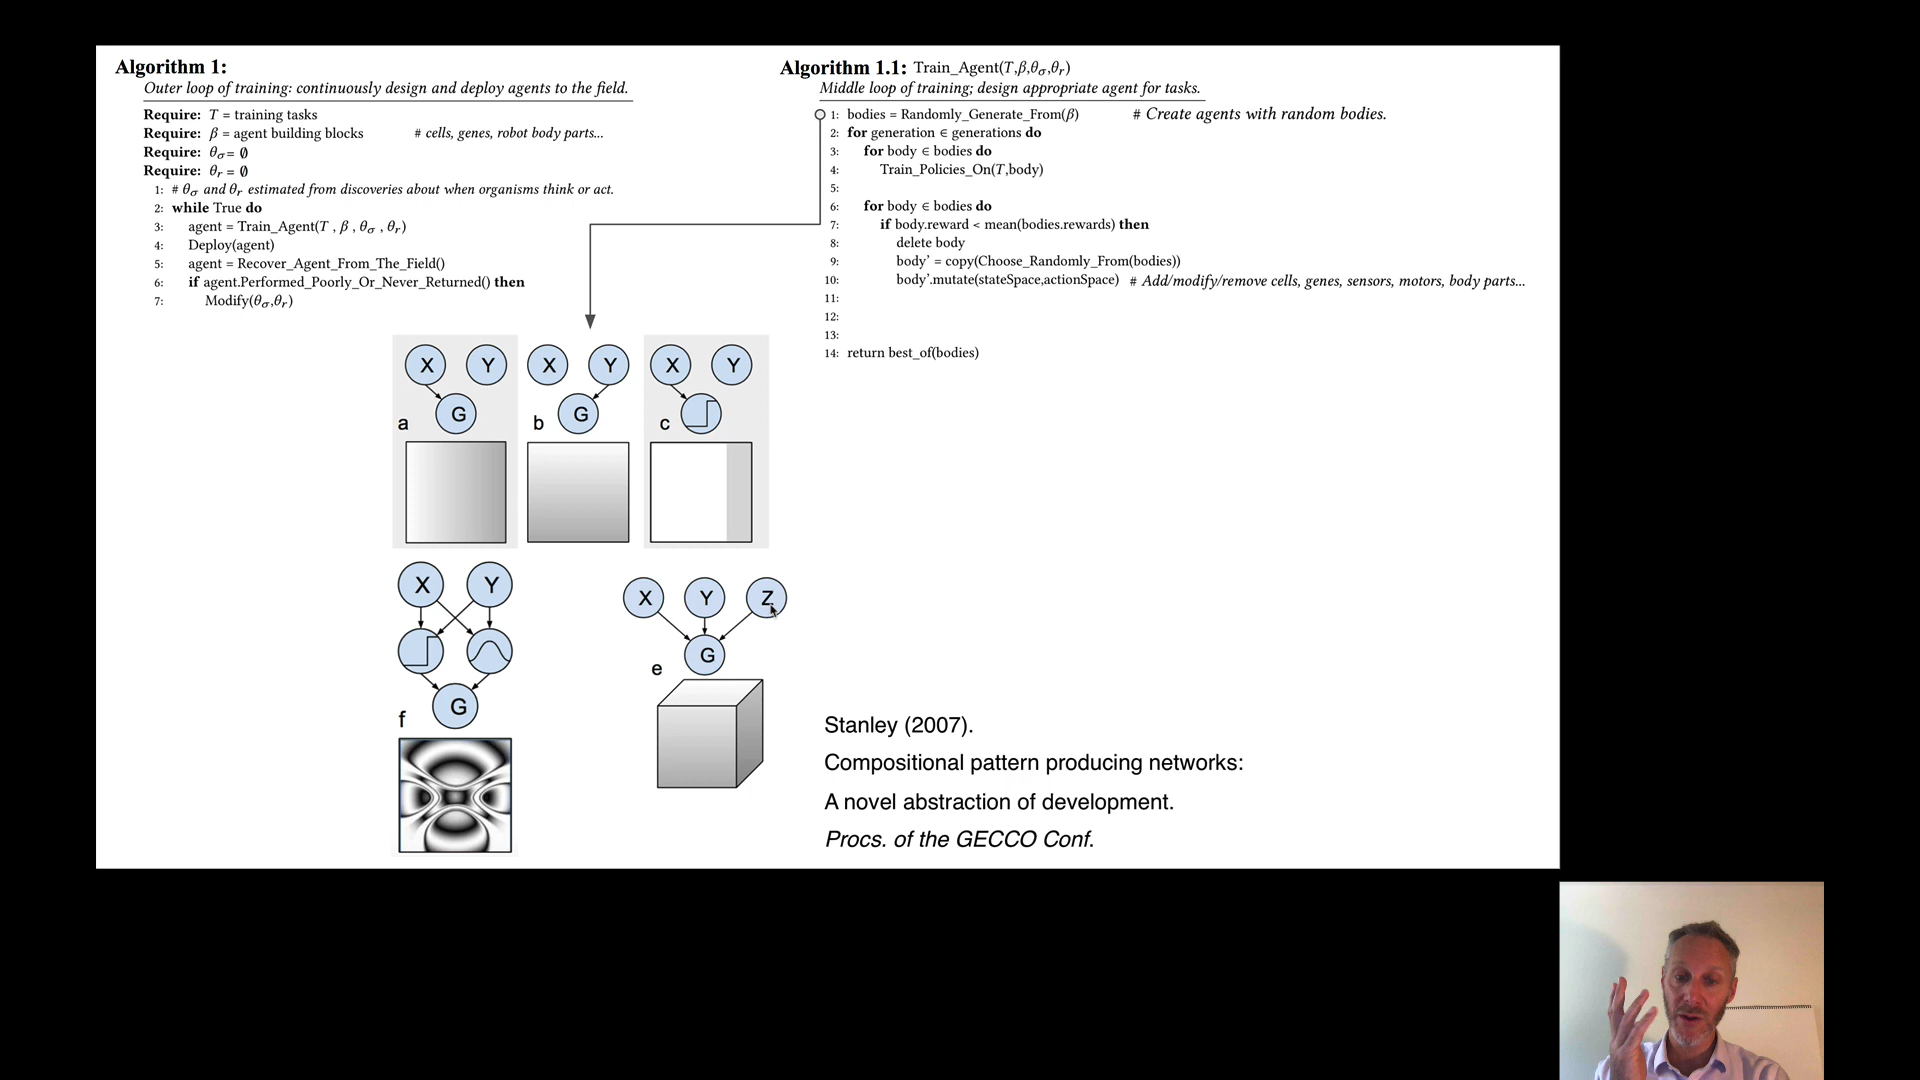 Algorithm 1:
Outer loop of training: continuously design and deploy agents to the field.
Require: T = training tasks
Require: β = agent building blocks # cells, genes, robot body parts...
Require: θσ = ∅
Require: θr = ∅
1: # θσ and θr estimated from discoveries about when organisms think or act.
2: while True do
3: agent = Train_Agent(T , β , θσ , θr)
4: Deploy(agent)
5: agent = Recover_Agent_From_The_Field()
6: if agent.Performed_Poorly_Or_Never_Returned() then
7: Modify(θσ,θr)
Algorithm 1.1: Train_Agent(T,β,θσ,θr)
Middle loop of training; design appropriate agent for tasks.
1: bodies = Randomly_Generate_From(β) # Create agents with random bodies.
2: for generation ∈ generations do
3: for body ∈ bodies do
4: Train_Policies_On(T,body)
5:
6: for body ∈ bodies do
7: if body.reward < mean(bodies.rewards) then
8: delete body
9: body' = copy(Choose_Randomly_From(bodies))
10: body'.mutate(stateSpace,actionSpace) # Add/modify/remove cells, genes, sensors, motors, body parts...
11:
12:
13:
14: return best_of(bodies)
X Y X Y X Y
G G
a b c
X Y
G
f
X Y Z
G
e
Stanley (2007).
Compositional pattern producing networks:
A novel abstraction of development.
Procs. of the GECCO Conf.